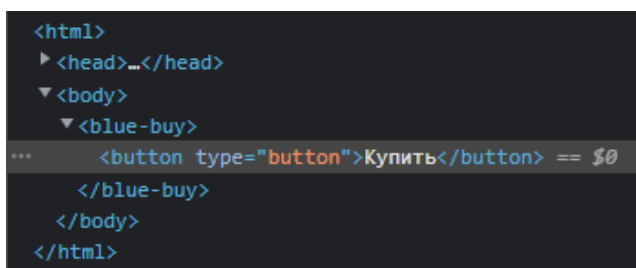 <html>
<head>…</head>
<body>
<blue-buy>
… <button type="button">Купить</button> == $0
</blue-buy>
</body>
</html>